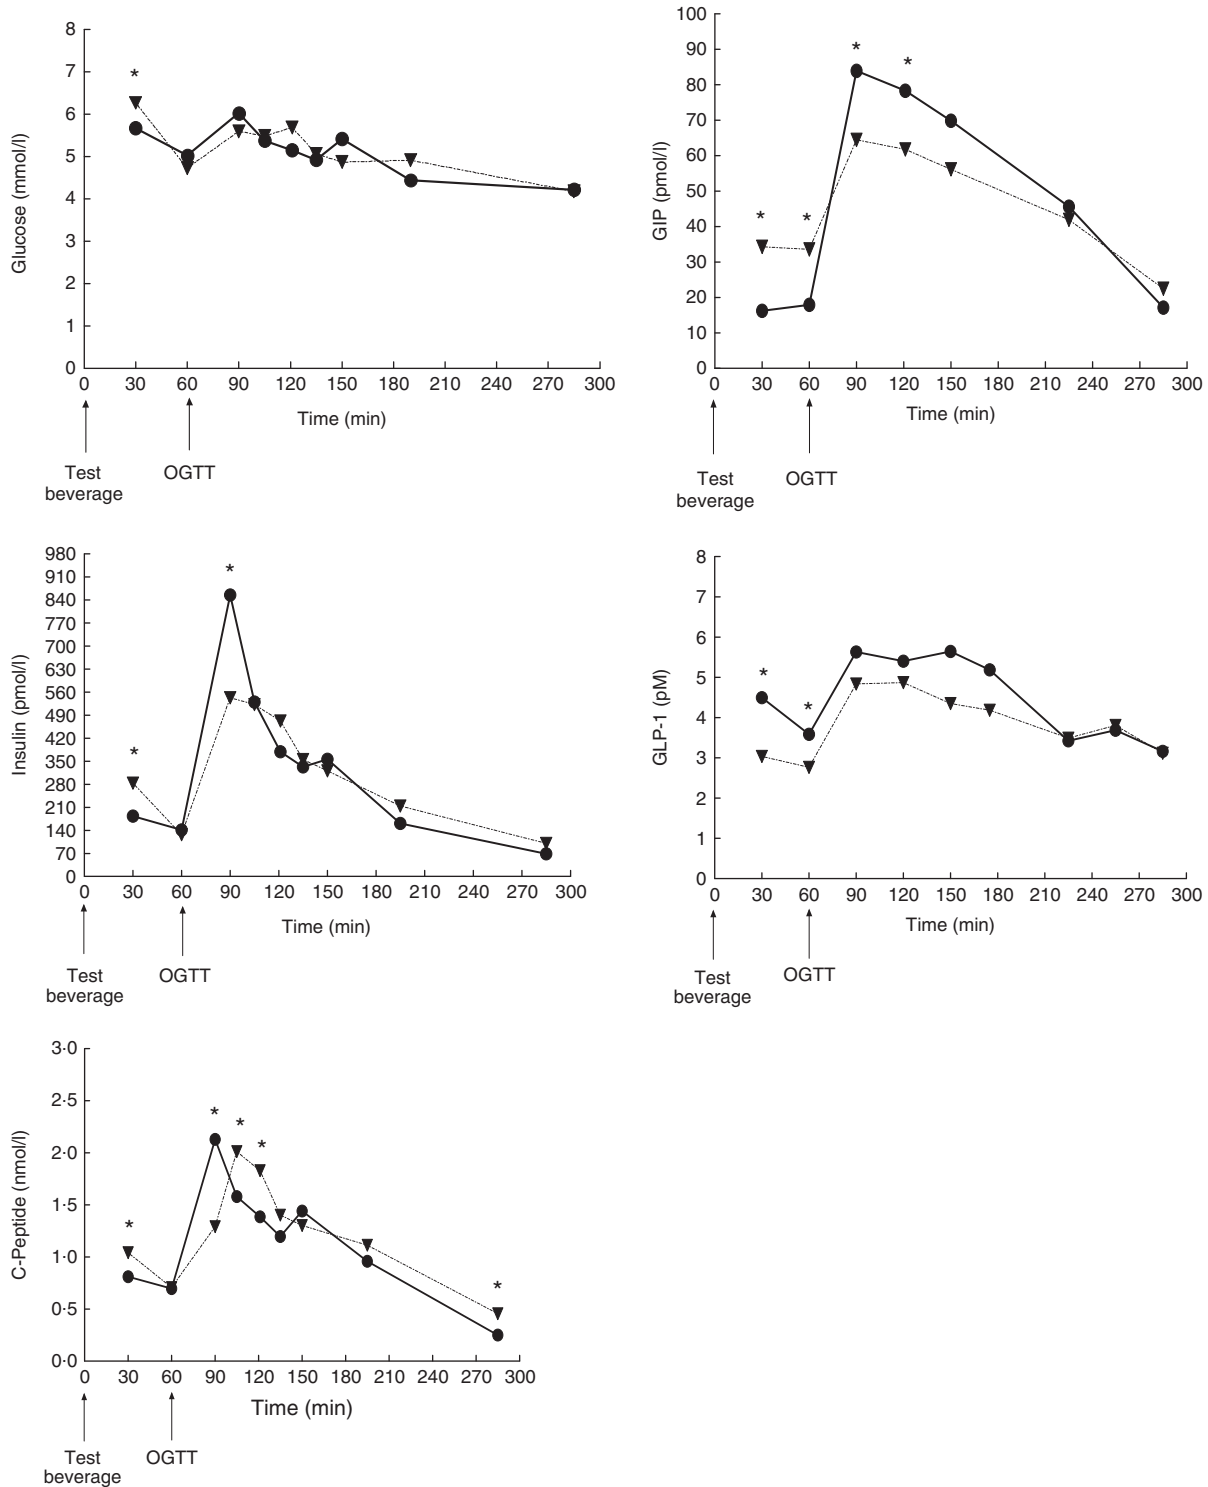 8
7
6
5
4
3
2
1
0
Glucose (mmol/l)
*
0 30 60 90 120 150 180 210 240 270 300
Time (min)
Test
beverage
OGTT
100
90
80
70
60
50
40
30
20
10
0
GIP (pmol/l)
* * * *
0 30 60 90 120 150 180 210 240 270 300
Time (min)
Test
beverage
OGTT
980
910
840
770
700
630
560
490
420
350
280
210
140
70
0
Insulin (pmol/l)
* *
0 30 60 90 120 150 180 210 240 270 300
Time (min)
Test
beverage
OGTT
8
7
6
5
4
3
2
1
0
GLP-1 (pM)
* *
0 30 60 90 120 150 180 210 240 270 300
Time (min)
Test
beverage
OGTT
3·0
2·5
2·0
1·5
1·0
0·5
0·0
C-Peptide (nmol/l)
* * * * *
0 30 60 90 120 150 180 210 240 270 300
Time (min)
Test
beverage
OGTT